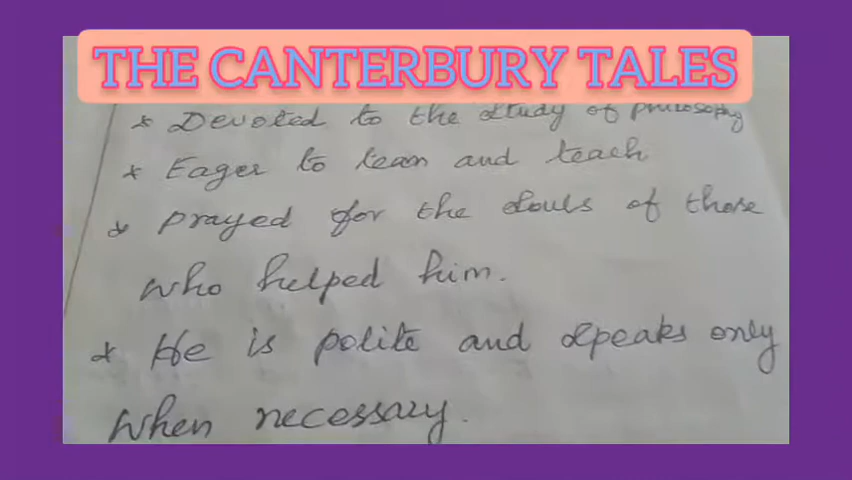 THE CANTERBURY TALES
* Devoted to the study of philosophy
* Eager to learn and teach
* Prayed for the souls of those
who helped him.
* He is polite and speaks only
when necessary.